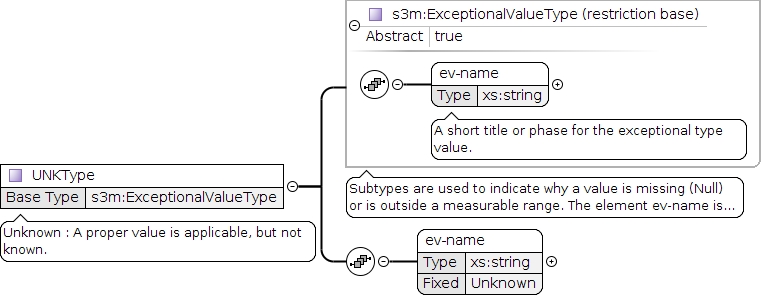 s3m:ExceptionalValueType (restriction base)
Abstract true
ev-name
Type xs:string
A short title or phase for the exceptional type
value.
UNKType
Base Type s3m:ExceptionalValueType
Unknown : A proper value is applicable, but not
known.
Subtypes are used to indicate why a value is missing (Null)
or is outside a measurable range. The element ev-name is...
ev-name
Type xs:string
Fixed Unknown